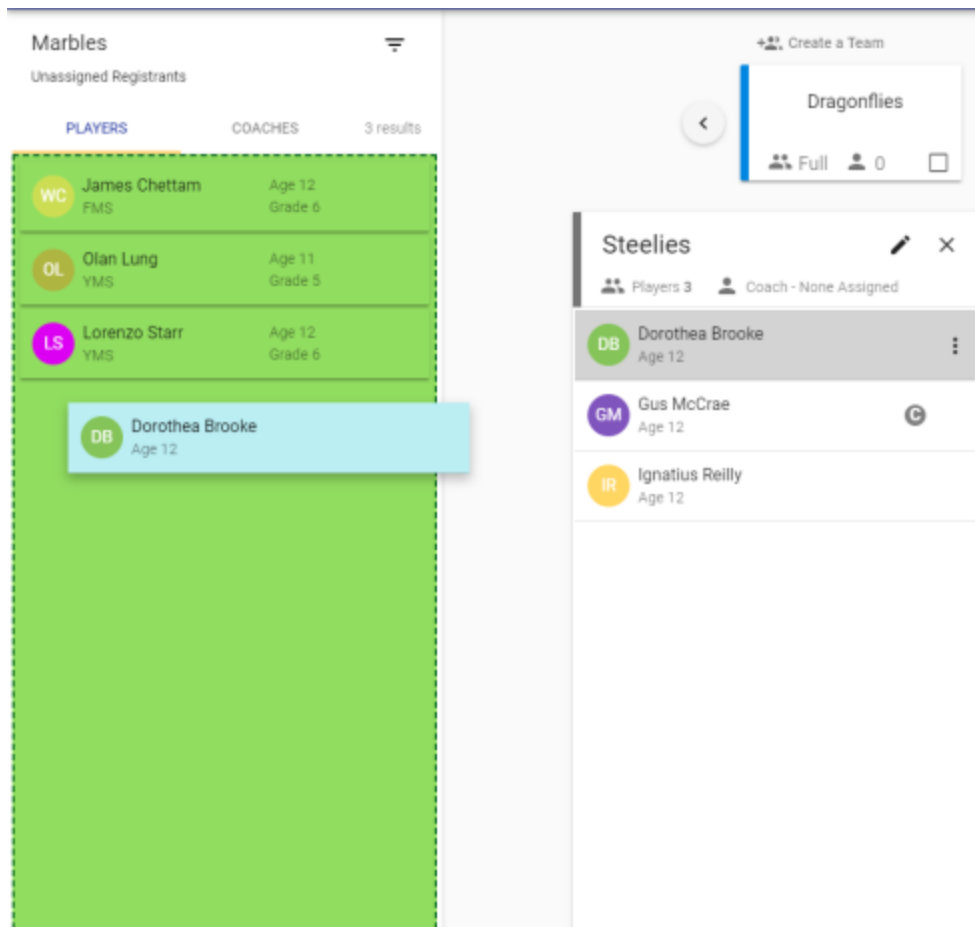 Marbles
Unassigned Registrants
PLAYERS COACHES 3 results
WC James Chettam Age 12
FMS Grade 6
OL Olan Lung Age 11
YMS Grade 5
LS Lorenzo Starr Age 12
YMS Grade 6
DB Dorothea Brooke
Age 12
Create a Team
Dragonflies
Full 0
Steelies
Players 3 Coach - None Assigned
DB Dorothea Brooke
Age 12
GM Gus McCrae C
Age 12
IR Ignatius Reilly
Age 12